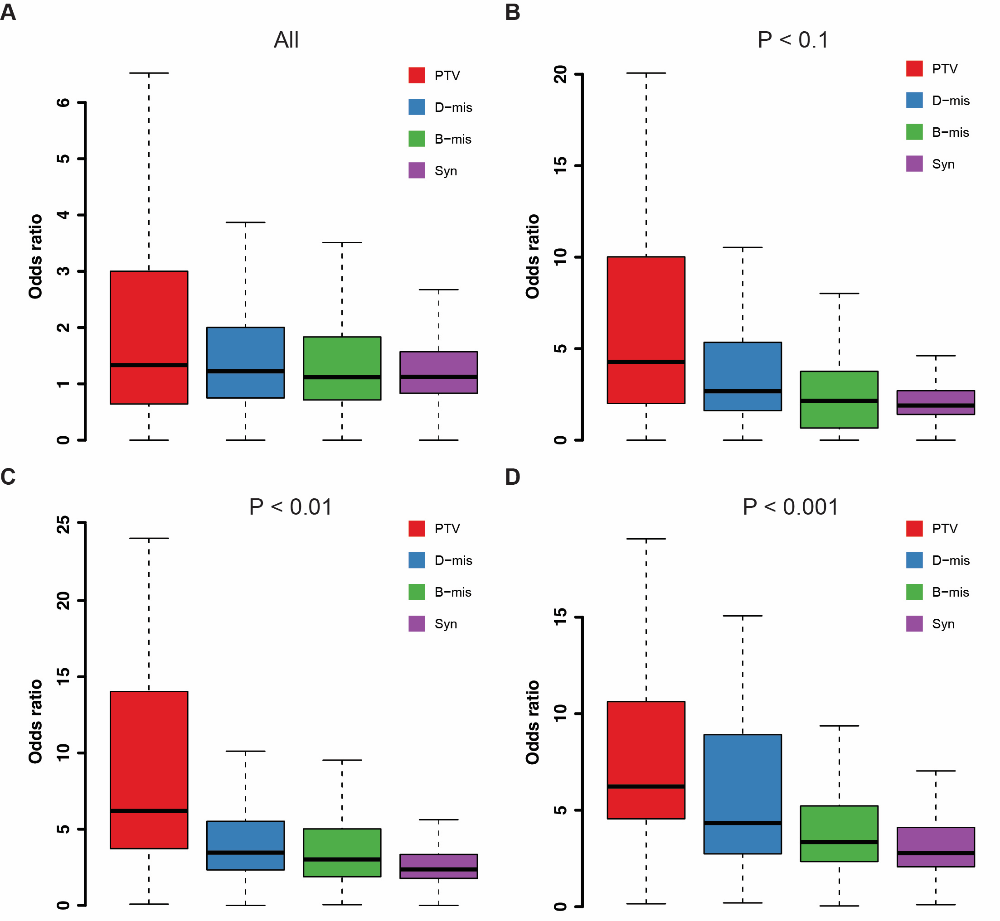 A
All
PTV
D−mis
B−mis
Syn
Odds ratio
6
5
4
3
2
1
0
B
P < 0.1
PTV
D−mis
B−mis
Syn
Odds ratio
20
15
10
5
0
C
P < 0.01
PTV
D−mis
B−mis
Syn
Odds ratio
25
20
15
10
5
0
D
P < 0.001
PTV
D−mis
B−mis
Syn
Odds ratio
15
10
5
0